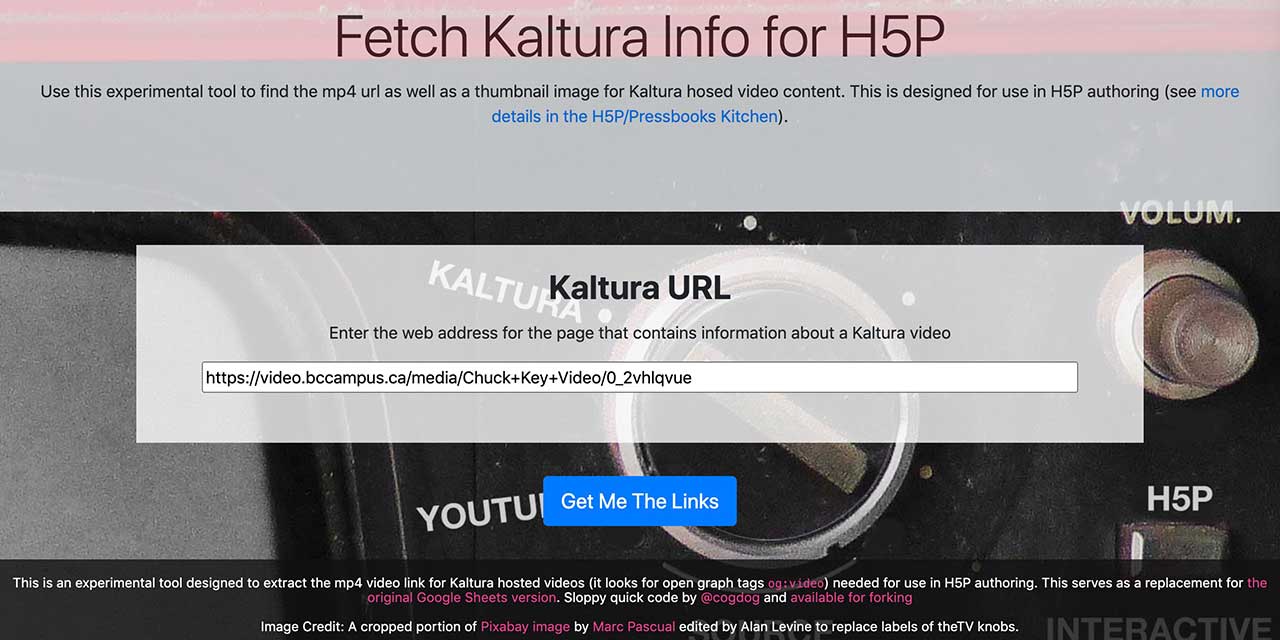 Fetch Kaltura Info for H5P
Use this experimental tool to find the mp4 url as well as a thumbnail image for Kaltura hosed video content. This is designed for use in H5P authoring (see more
details in the H5P/Pressbooks Kitchen).
VOLUM.
KALTURA
Kaltura URL
Enter the web address for the page that contains information about a Kaltura video
https://video.bccampus.ca/media/Chuck+Key+Video/0_2vhlqvue
YOUTU
Get Me The Links
H5P
This is an experimental tool designed to extract the mp4 video link for Kaltura hosted videos (it looks for open graph tags og:video) needed for use in H5P authoring. This serves as a replacement for the
original Google Sheets version. Sloppy quick code by @cogdog and available for forking
Image Credit: A cropped portion of Pixabay image by Marc Pascual edited by Alan Levine to replace labels of theTV knobs.
SOURCE
INTERACTIVE